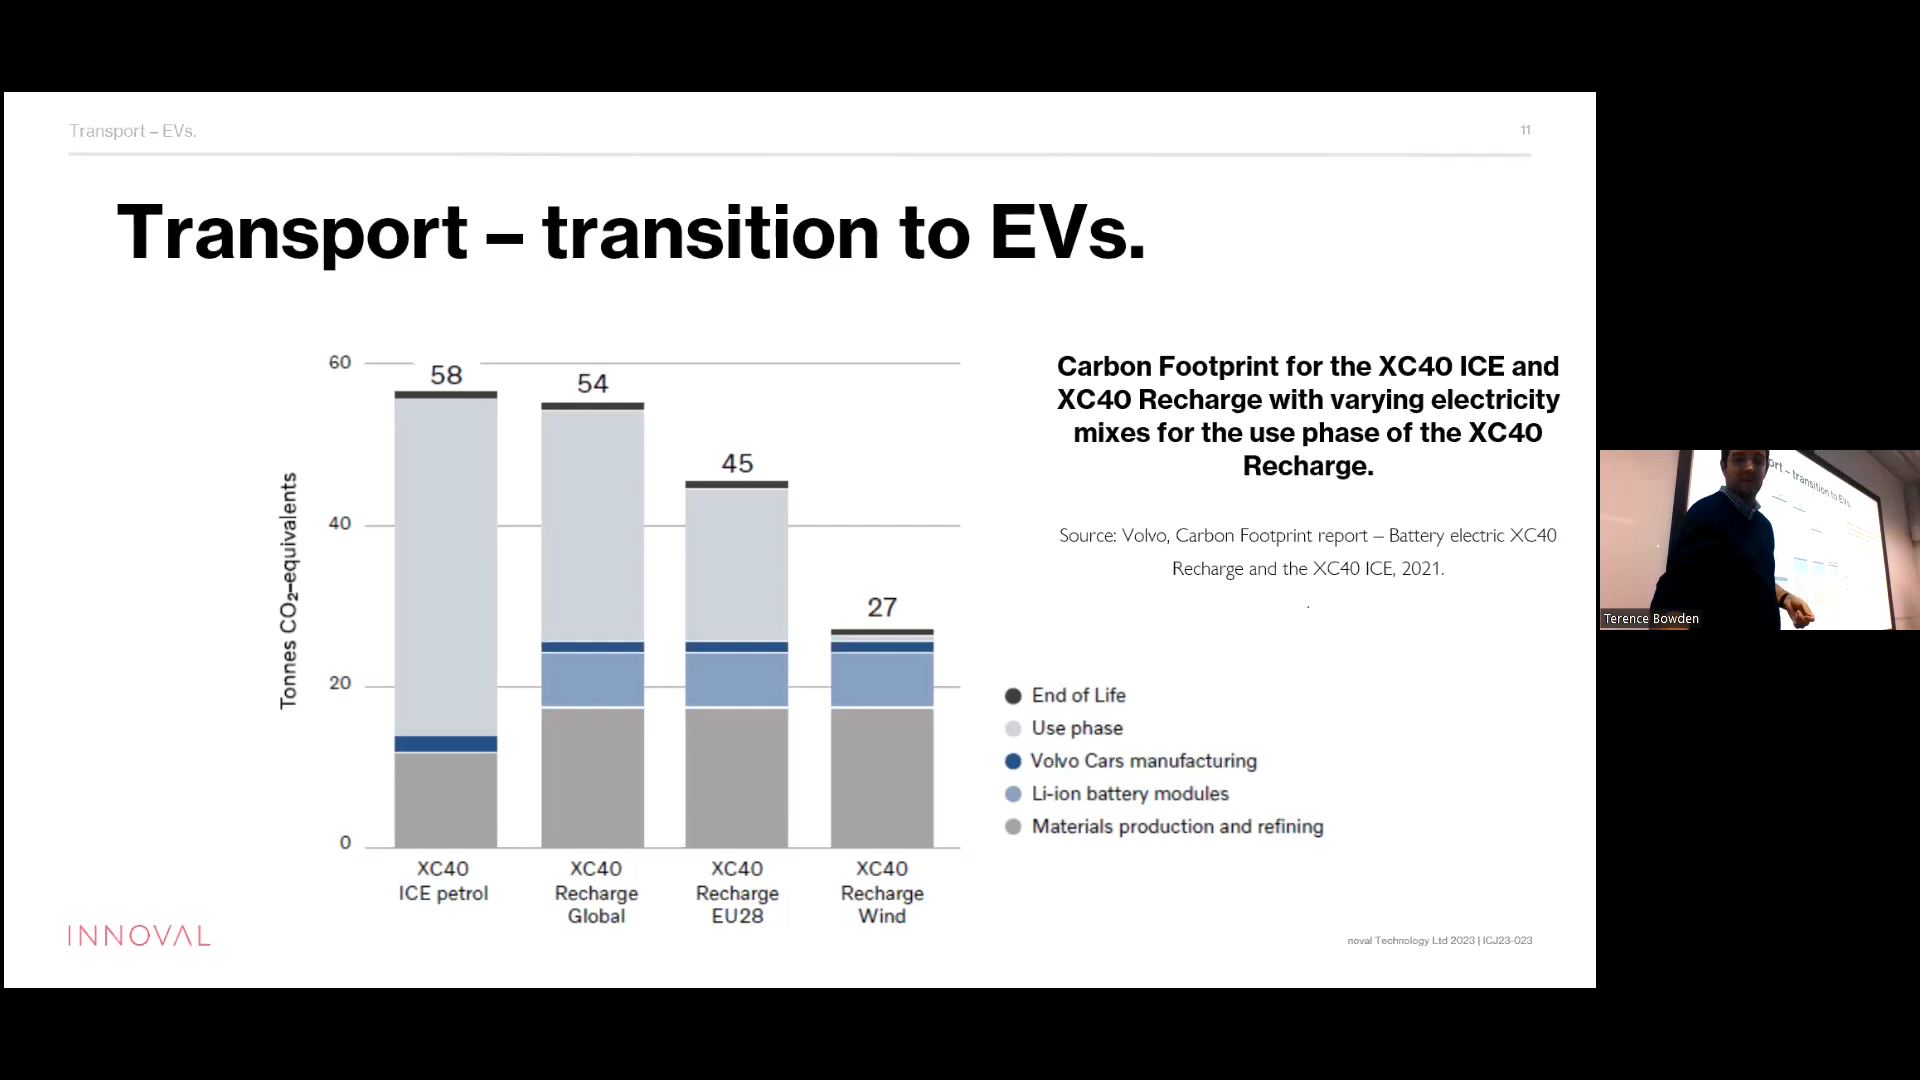 Transport – EVs.
11
Transport – transition to EVs.
60
40
20
0
Tonnes CO₂–equivalents
58
54
45
27
XC40
ICE petrol
XC40
Recharge
Global
XC40
Recharge
EU28
XC40
Recharge
Wind
Carbon Footprint for the XC40 ICE and
XC40 Recharge with varying electricity
mixes for the use phase of the XC40
Recharge.
Source: Volvo, Carbon Footprint report – Battery electric XC40
Recharge and the XC40 ICE, 2021.
.
End of Life
Use phase
Volvo Cars manufacturing
Li-ion battery modules
Materials production and refining
INNOVAL
noval Technology Ltd 2023 | ICJ23-023
ort – transition to EVs.
Terence Bowden